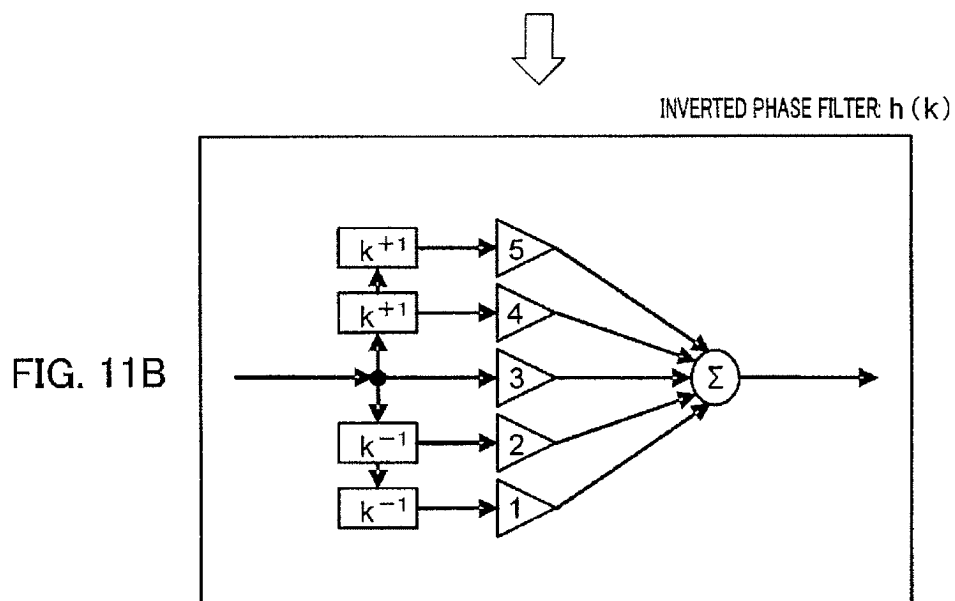 INVERTED PHASE FILTER: h (k)
k+1
5
k+1
4
FIG. 11B
3
Σ
k−1
2
k−1
1